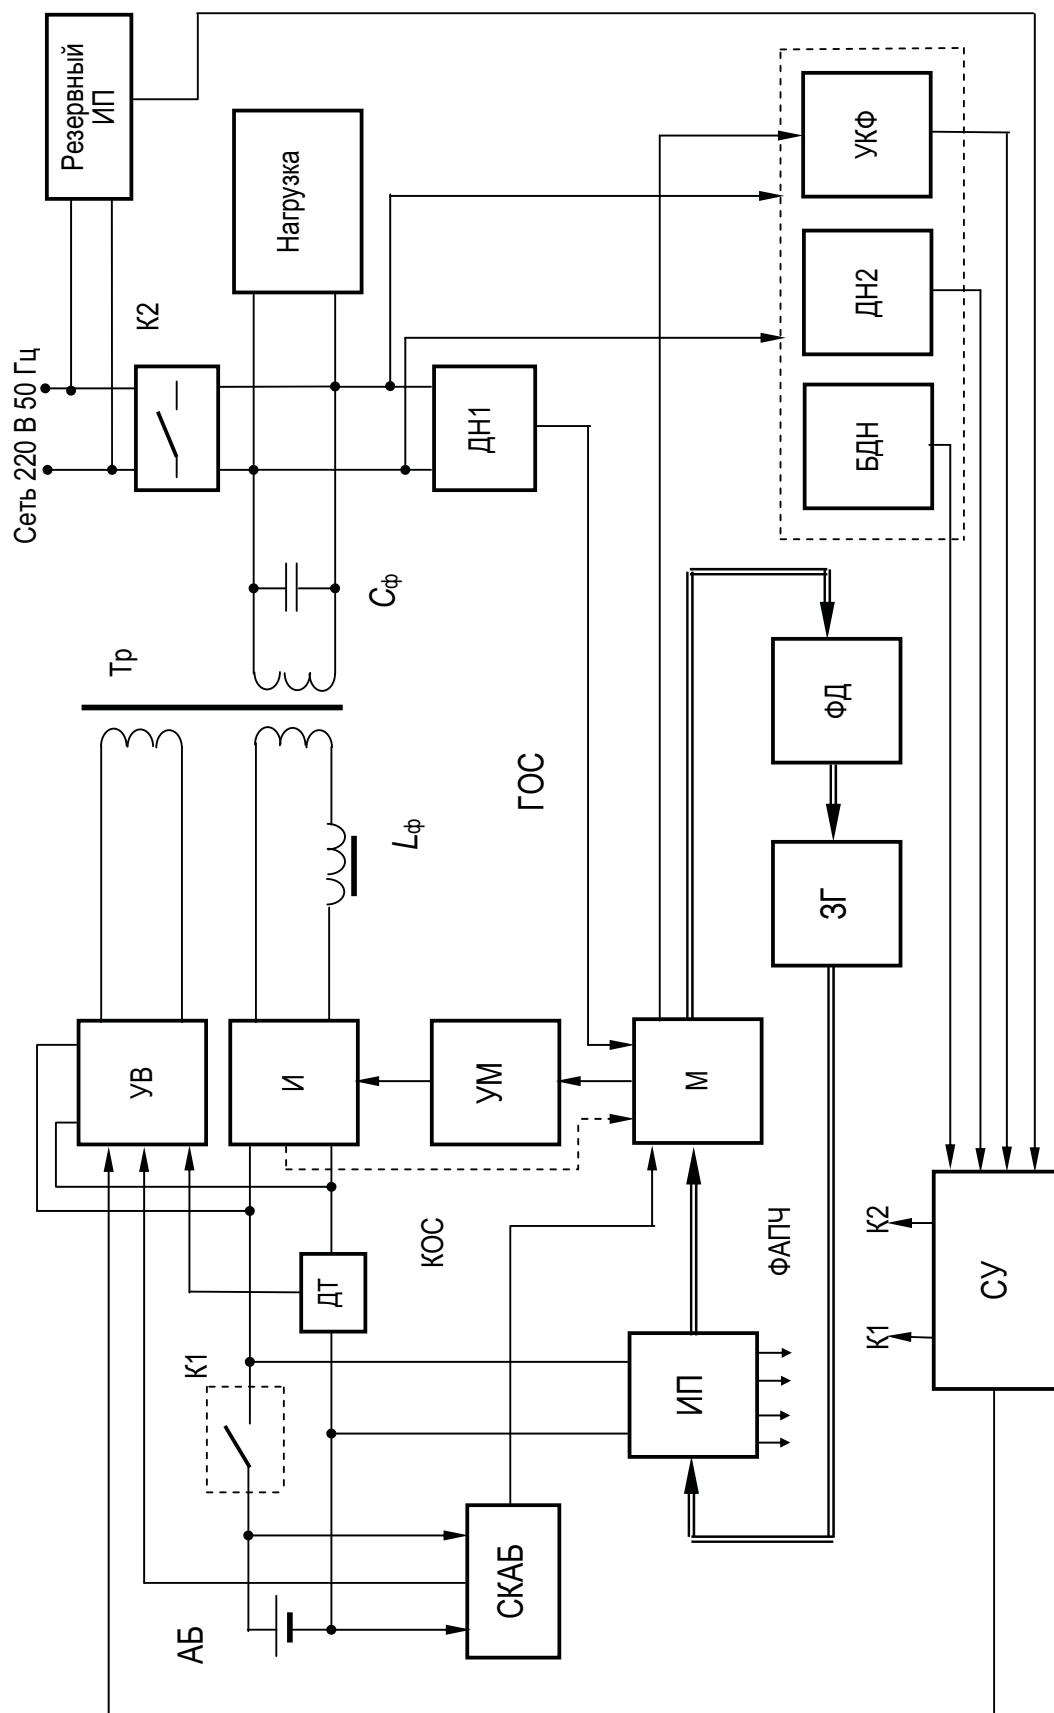 Резервный
ИП
Нагрузка
УКФ
ДН2
БДН
К2
Сеть 220 В 50 Гц
ДН1
Cф
Тр
ФД
ГОС
Lф
ЗГ
УВ
И
УМ
М
КОС
ФАПЧ
ДТ
К1
ИП
К2
К1
СУ
СКАБ
АБ